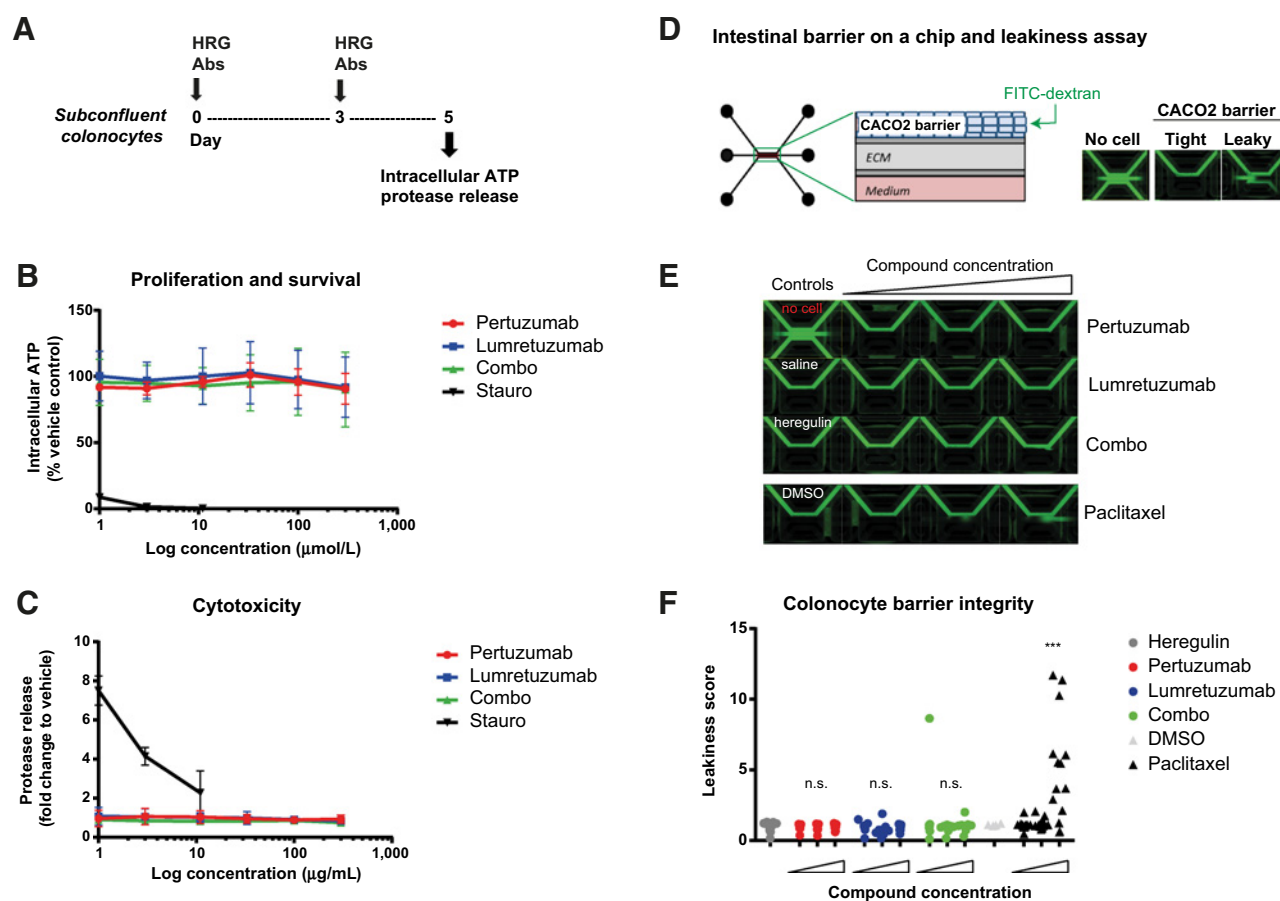 A
HRG
Abs
HRG
Abs
Subconfluent
colonocytes
0 ------------------------- 3 ------------------ 5
Day
Intracellular ATP
protease release
B
Proliferation and survival
Intracellular ATP
(% vehicle control)
150
100
50
0
1
10
100
1,000
Log concentration (μmol/L)
Pertuzumab
Lumretuzumab
Combo
Stauro
C
Cytotoxicity
Protease release
(fold change to vehicle)
10
8
6
4
2
0
1
10
100
1,000
Log concentration (μg/mL)
Pertuzumab
Lumretuzumab
Combo
Stauro
D
Intestinal barrier on a chip and leakiness assay
FITC-dextran
CACO2 barrier
ECM
Medium
CACO2 barrier
No cell
Tight
Leaky
E
Compound concentration
Controls
no cell
Pertuzumab
saline
Lumretuzumab
heregulin
Combo
DMSO
Paclitaxel
F
Colonocyte barrier integrity
Leakiness score
15
10
5
0
n.s.
n.s.
n.s.
***
Compound concentration
Heregulin
Pertuzumab
Lumretuzumab
Combo
DMSO
Paclitaxel